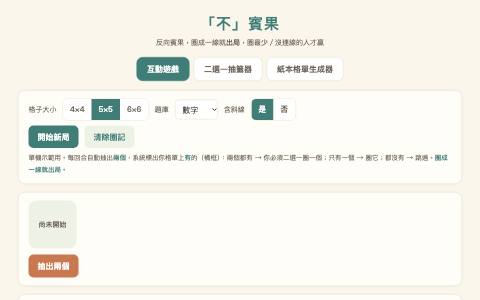 「不」賓果
反向賓果，圈成一線就出局，圈最少 / 沒連線的人才贏
互動遊戲 二選一抽籤器 紙本格單生成器
格子大小 4×4 5×5 6×6 題庫 數字 含斜線 是 否
開始新局 清除圈記
單機示範用。每回合自動抽出兩個，系統標出你格單上有的（橘框）：兩個都有 → 你必須二選一圈一個；只有一個 → 圈它；都沒有 → 跳過。圈成
一線就出局。
尚未開始
抽出兩個